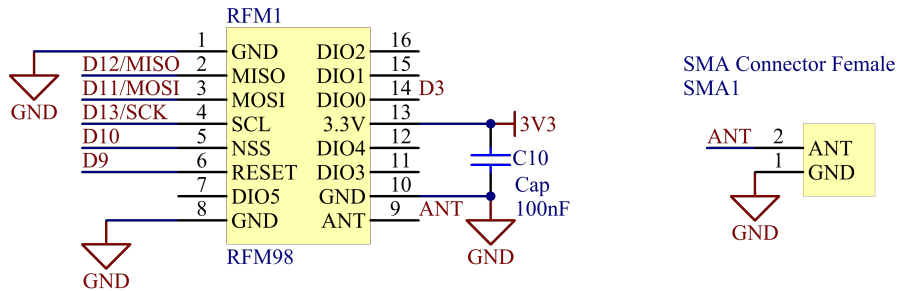 RFM1
1 GND DIO2 16
D12/MISO 2 MISO DIO1 15
D11/MOSI 3 MOSI DIO0 14 D3
D13/SCK 4 SCL 3.3V 13 3V3
D10 5 NSS DIO4 12
D9 6 RESET DIO3 11
7 DIO5 GND 10
8 GND ANT 9 ANT
RFM98
GND
GND
C10
Cap
100nF
GND
SMA Connector Female
SMA1
ANT 2 ANT
1 GND
GND